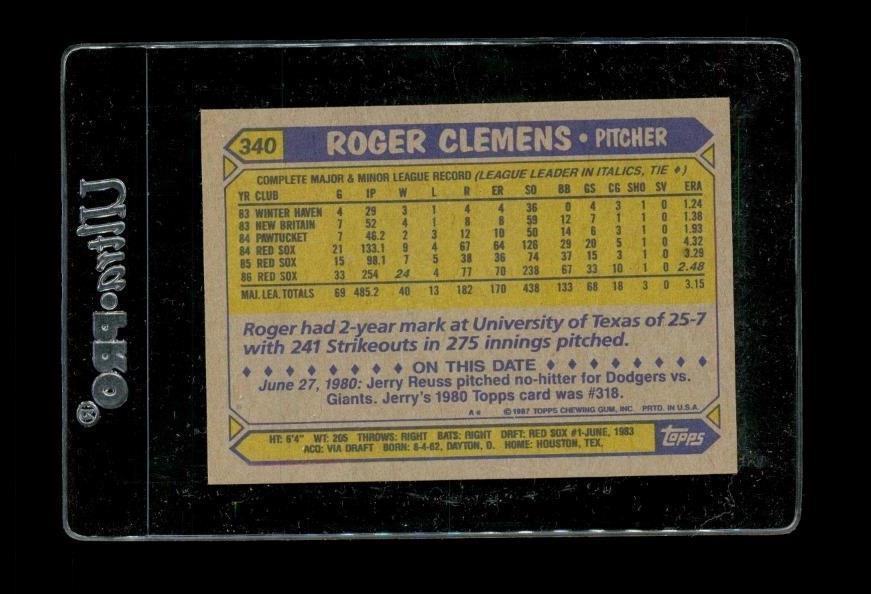 340 ROGER CLEMENS • PITCHER
COMPLETE MAJOR & MINOR LEAGUE RECORD (LEAGUE LEADER IN ITALICS, TIE ♦)
YR CLUB G IP W L R ER SO BB GS CG SHO SV ERA
83 WINTER HAVEN 4 29 3 1 4 4 36 0 4 3 1 0 1.24
83 NEW BRITAIN 7 52 4 1 8 8 59 12 7 1 1 0 1.38
84 PAWTUCKET 7 46.2 2 3 12 10 50 14 6 3 1 0 1.93
84 RED SOX 21 133.1 9 4 67 64 126 29 20 5 1 0 4.32
85 RED SOX 15 98.1 7 5 38 36 74 37 15 3 1 0 3.29
86 RED SOX 33 254 24 4 77 70 238 67 33 10 1 0 2.48
MAJ. LEA. TOTALS 69 485.2 40 13 182 170 438 133 68 18 3 0 3.15
Roger had 2-year mark at University of Texas of 25-7
with 241 Strikeouts in 275 innings pitched.
♦ ♦ ♦ ♦ ♦ ♦ ♦ ♦ ON THIS DATE ♦ ♦ ♦ ♦ ♦ ♦ ♦ ♦
June 27, 1980: Jerry Reuss pitched no-hitter for Dodgers vs.
Giants. Jerry's 1980 Topps card was #318.
© 1987 TOPPS CHEWING GUM, INC. PRTD. IN U.S.A.
HT: 6'4" WT: 205 THROWS: RIGHT BATS: RIGHT DRFT: RED SOX #1-JUNE, 1983
ACQ: VIA DRAFT BORN: 8-4-62, DAYTON, O. HOME: HOUSTON, TEX.
Topps
Ultra•PRO